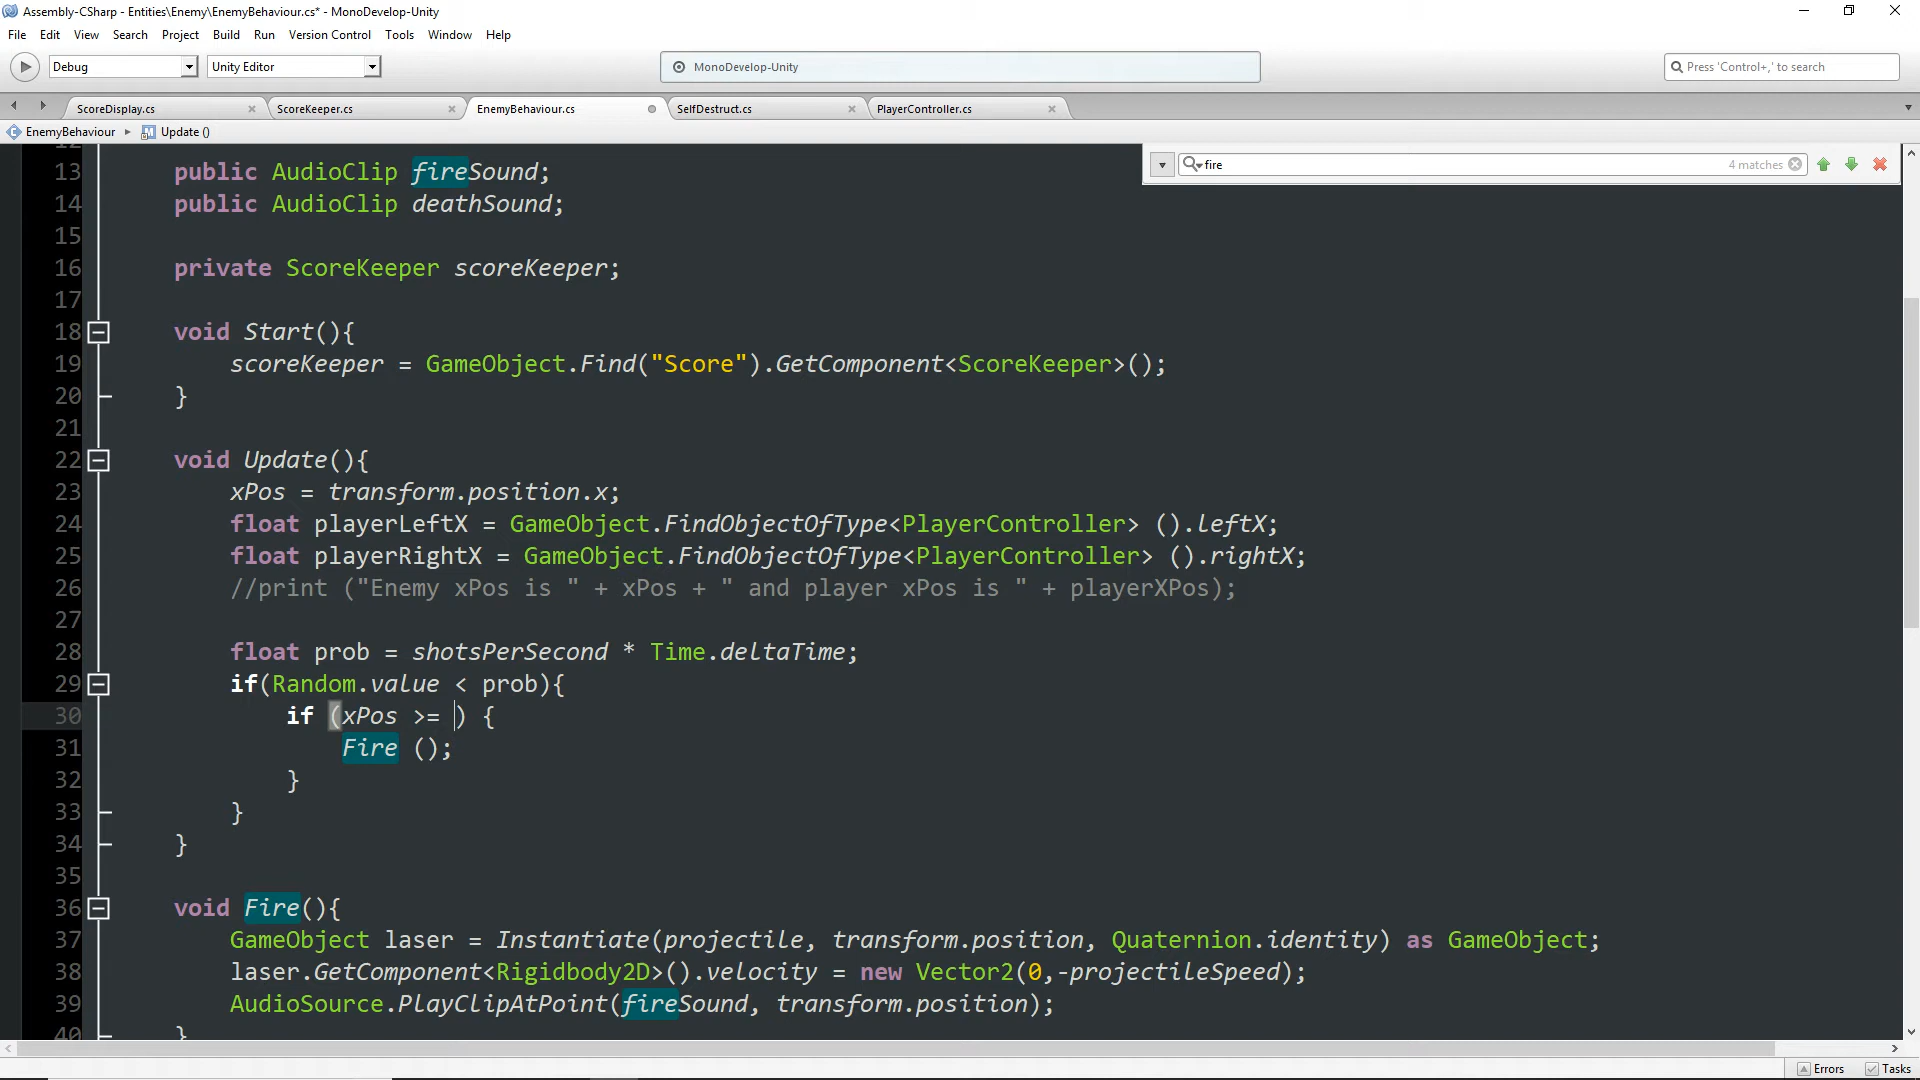 Assembly-CSharp - Entities\Enemy\EnemyBehaviour.cs* - MonoDevelop-Unity
File Edit View Search Project Build Run Version Control Tools Window Help
Debug Unity Editor MonoDevelop-Unity Press 'Control+,' to search
ScoreDisplay.cs ScoreKeeper.cs EnemyBehaviour.cs SelfDestruct.cs PlayerController.cs
EnemyBehaviour Update ()
fire 4 matches
12
13 public AudioClip fireSound;
14 public AudioClip deathSound;
15
16 private ScoreKeeper scoreKeeper;
17
18 void Start(){
19 scoreKeeper = GameObject.Find("Score").GetComponent<ScoreKeeper>();
20 }
21
22 void Update(){
23 xPos = transform.position.x;
24 float playerLeftX = GameObject.FindObjectOfType<PlayerController> ().leftX;
25 float playerRightX = GameObject.FindObjectOfType<PlayerController> ().rightX;
26 //print ("Enemy xPos is " + xPos + " and player xPos is " + playerXPos);
27
28 float prob = shotsPerSecond * Time.deltaTime;
29 if(Random.value < prob){
30 if (xPos >= ) {
31 Fire ();
32 }
33 }
34 }
35
36 void Fire(){
37 GameObject laser = Instantiate(projectile, transform.position, Quaternion.identity) as GameObject;
38 laser.GetComponent<Rigidbody2D>().velocity = new Vector2(0,-projectileSpeed);
39 AudioSource.PlayClipAtPoint(fireSound, transform.position);
40 }
Errors Tasks